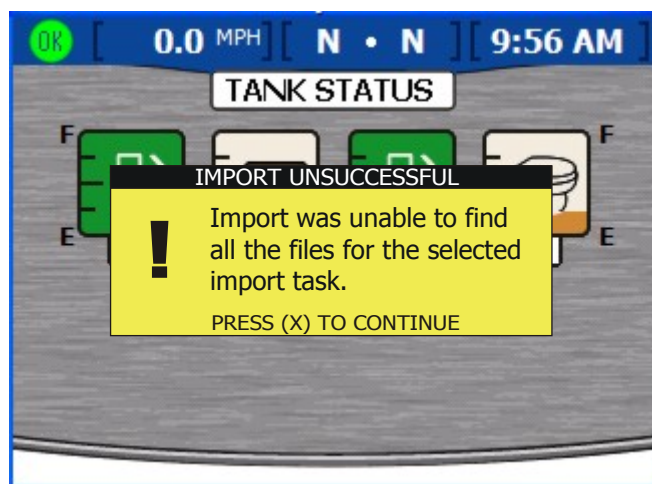 OK [ 0.0 MPH ] [ N • N ] [ 9:56 AM ]
TANK STATUS
F F
IMPORT UNSUCCESSFUL
! Import was unable to find
all the files for the selected
import task.
PRESS (X) TO CONTINUE
E E